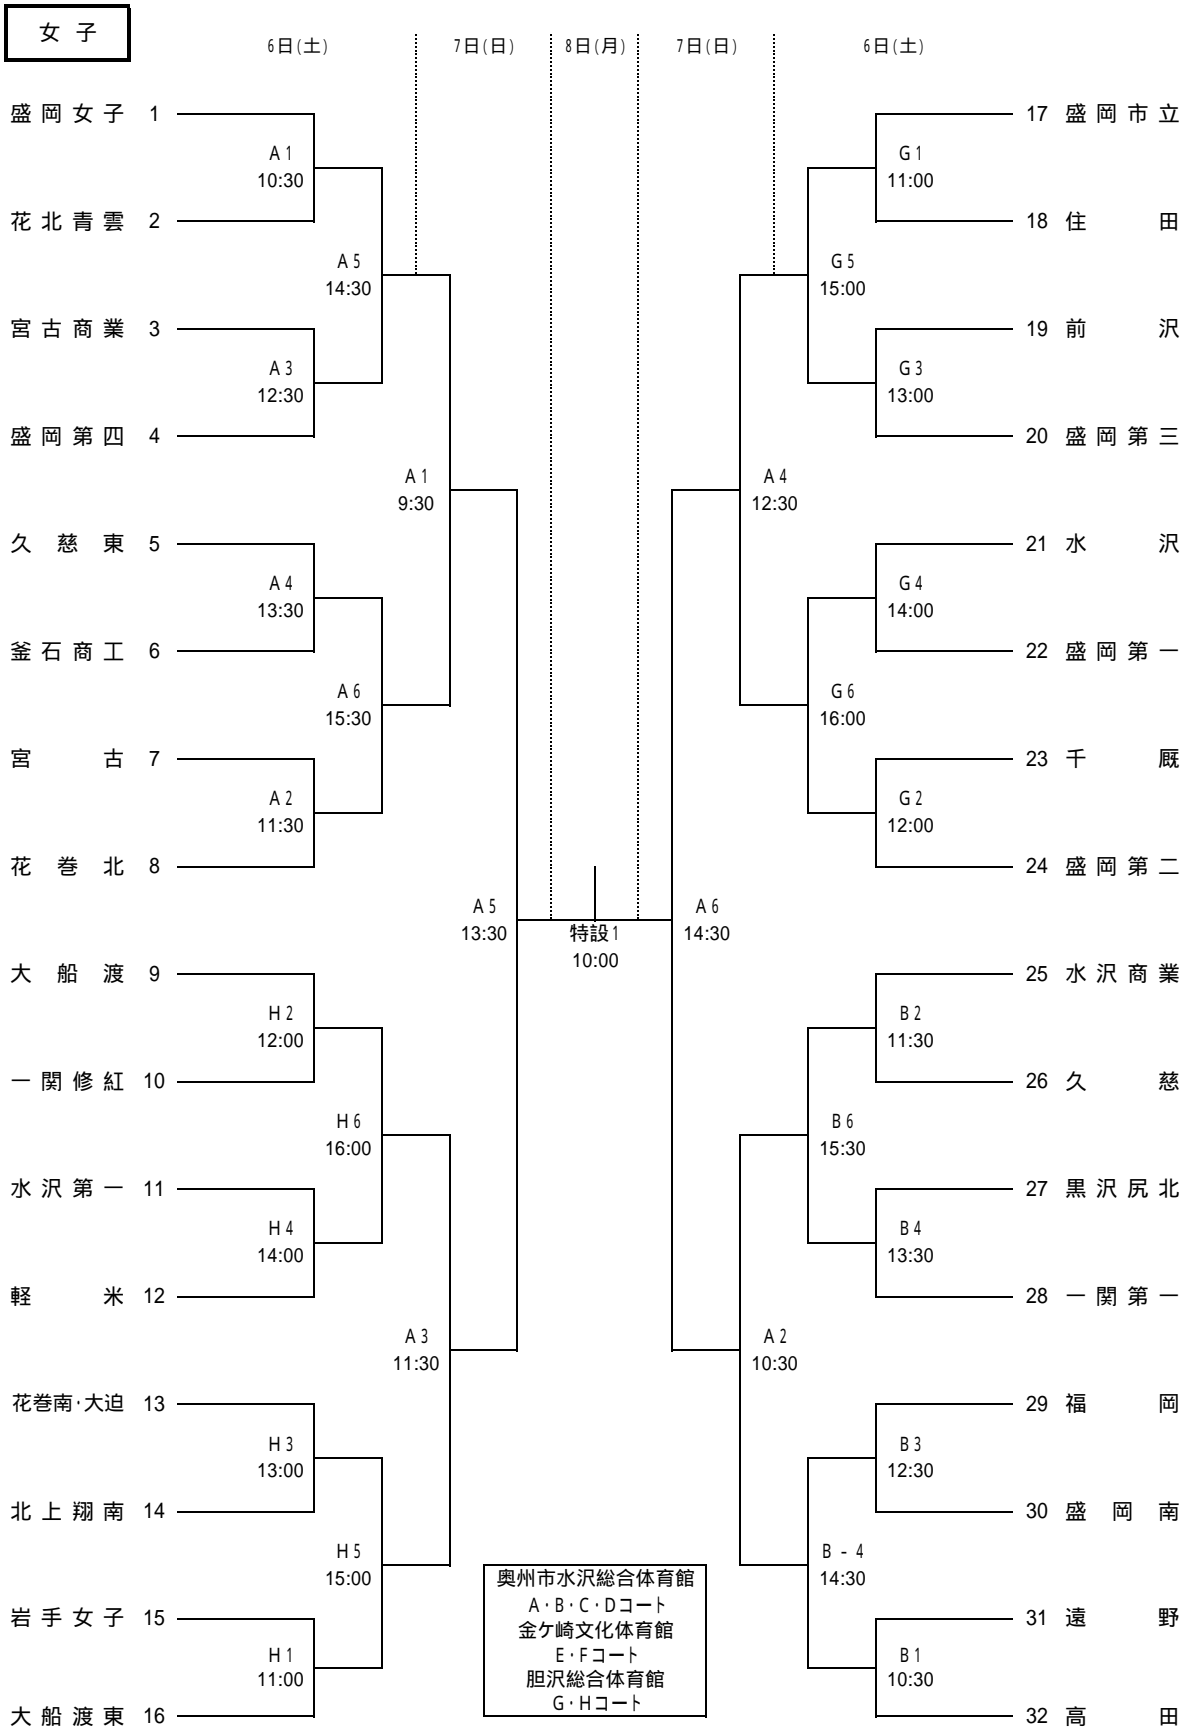 女子
6日(土) 7日(日) 8日(月) 7日(日) 6日(土)
盛岡女子 1
A1
10:30
花北青雲 2
A5
14:30
宮古商業 3
A3
12:30
盛岡第四 4
A1
9:30
久慈東 5
A4
13:30
釜石商工 6
A6
15:30
宮古 7
A2
11:30
花巻北 8
A5
13:30
大船渡 9
H2
12:00
一関修紅 10
H6
16:00
水沢第一 11
H4
14:00
軽米 12
A3
11:30
花巻南・大迫 13
H3
13:00
北上翔南 14
H5
15:00
岩手女子 15
H1
11:00
大船渡東 16
特設1
10:00
17 盛岡市立
G1
11:00
18 住田
G5
15:00
19 前沢
G3
13:00
20 盛岡第三
A4
12:30
21 水沢
G4
14:00
22 盛岡第一
G6
16:00
23 千厩
G2
12:00
24 盛岡第二
A6
14:30
25 水沢商業
B2
11:30
26 久慈
B6
15:30
27 黒沢尻北
B4
13:30
28 一関第一
A2
10:30
29 福岡
B3
12:30
30 盛岡南
B-4
14:30
31 遠野
B1
10:30
32 高田
奥州市水沢総合体育館
A・B・C・Dコート
金ケ崎文化体育館
E・Fコート
胆沢総合体育館
G・Hコート